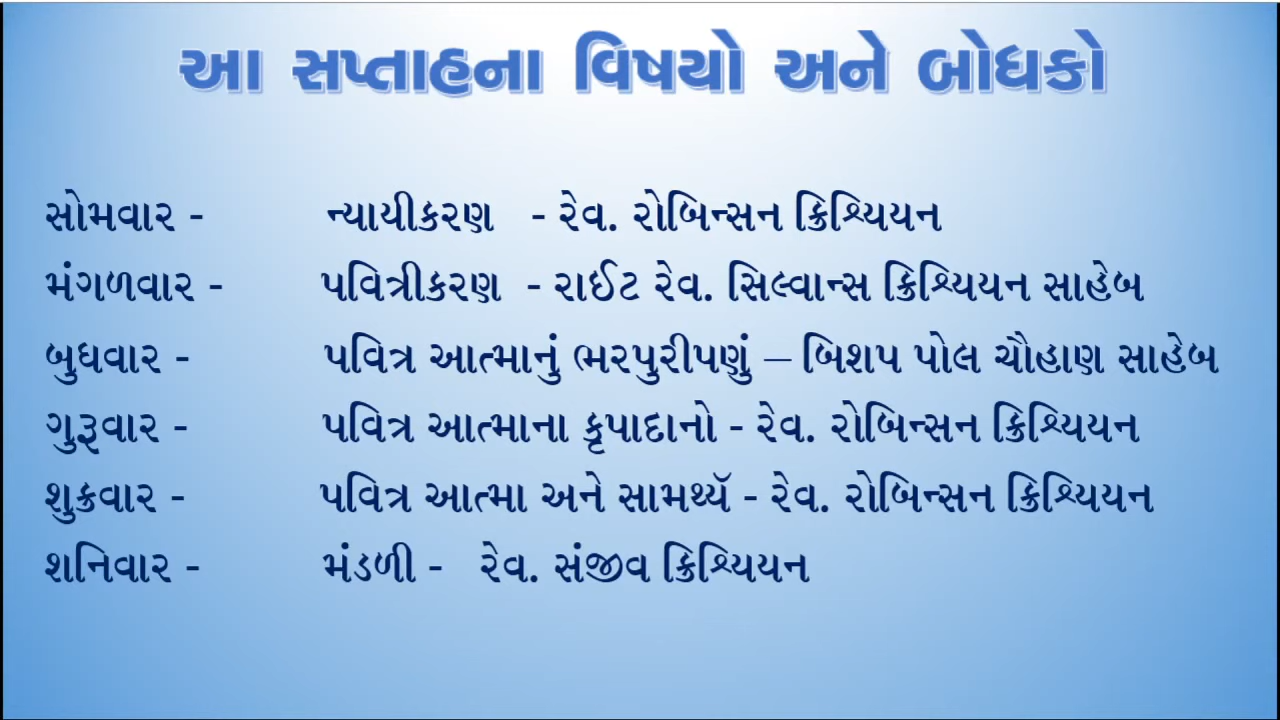 આ સપ્તાહના વિષયો અને બોધકો
સોમવાર - ન્યાયીકરણ - રેવ. રોબિન્સન ક્રિશ્ચિયન
મંગળવાર - પવિત્રીકરણ - રાઈટ રેવ. સિલ્વાન્સ ક્રિશ્ચિયન સાહેબ
બુધવાર - પવિત્ર આત્માનું ભરપુરીપણું – બિશપ પોલ ચૌહાણ સાહેબ
ગુરૂવાર - પવિત્ર આત્માના કૃપાદાનો - રેવ. રોબિન્સન ક્રિશ્ચિયન
શુક્રવાર - પવિત્ર આત્મા અને સામથ્યૅ - રેવ. રોબિન્સન ક્રિશ્ચિયન
શનિવાર - મંડળી - રેવ. સંજીવ ક્રિશ્ચિયન